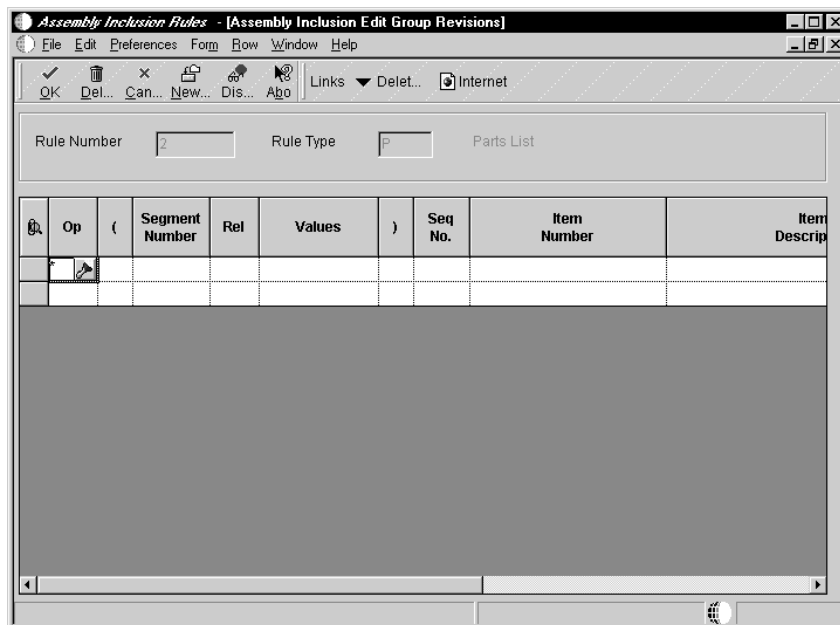 Assembly Inclusion Rules - [Assembly Inclusion Edit Group Revisions]
File Edit Preferences Form Row Window Help
OK Del... Can... New... Dis... Abo Links Delet... Internet
Rule Number 2 Rule Type P Parts List
Op ( Segment Number Rel Values ) Seq No. Item Number Item Descrip
*